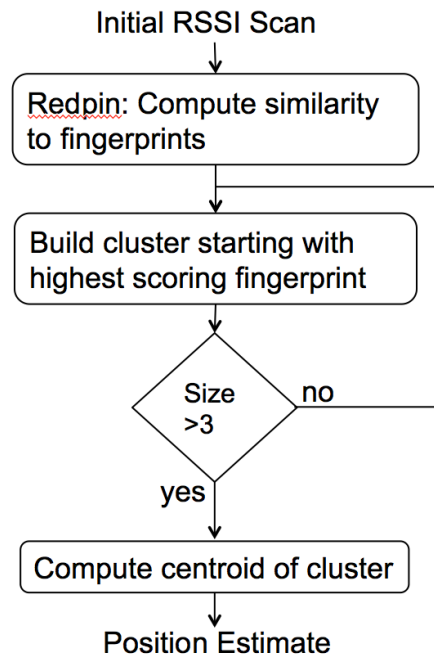 Initial RSSI Scan
Redpin: Compute similarity
to fingerprints
Build cluster starting with
highest scoring fingerprint
Size
>3
no
yes
Compute centroid of cluster
Position Estimate